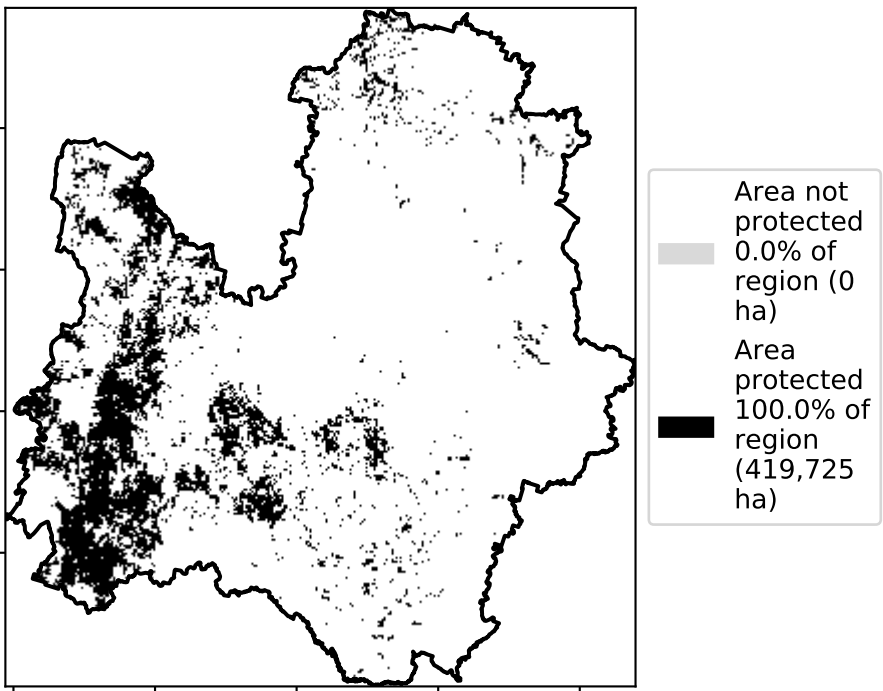 Area not
protected
0.0% of
region (0
ha)
Area
protected
100.0% of
region
(419,725
ha)